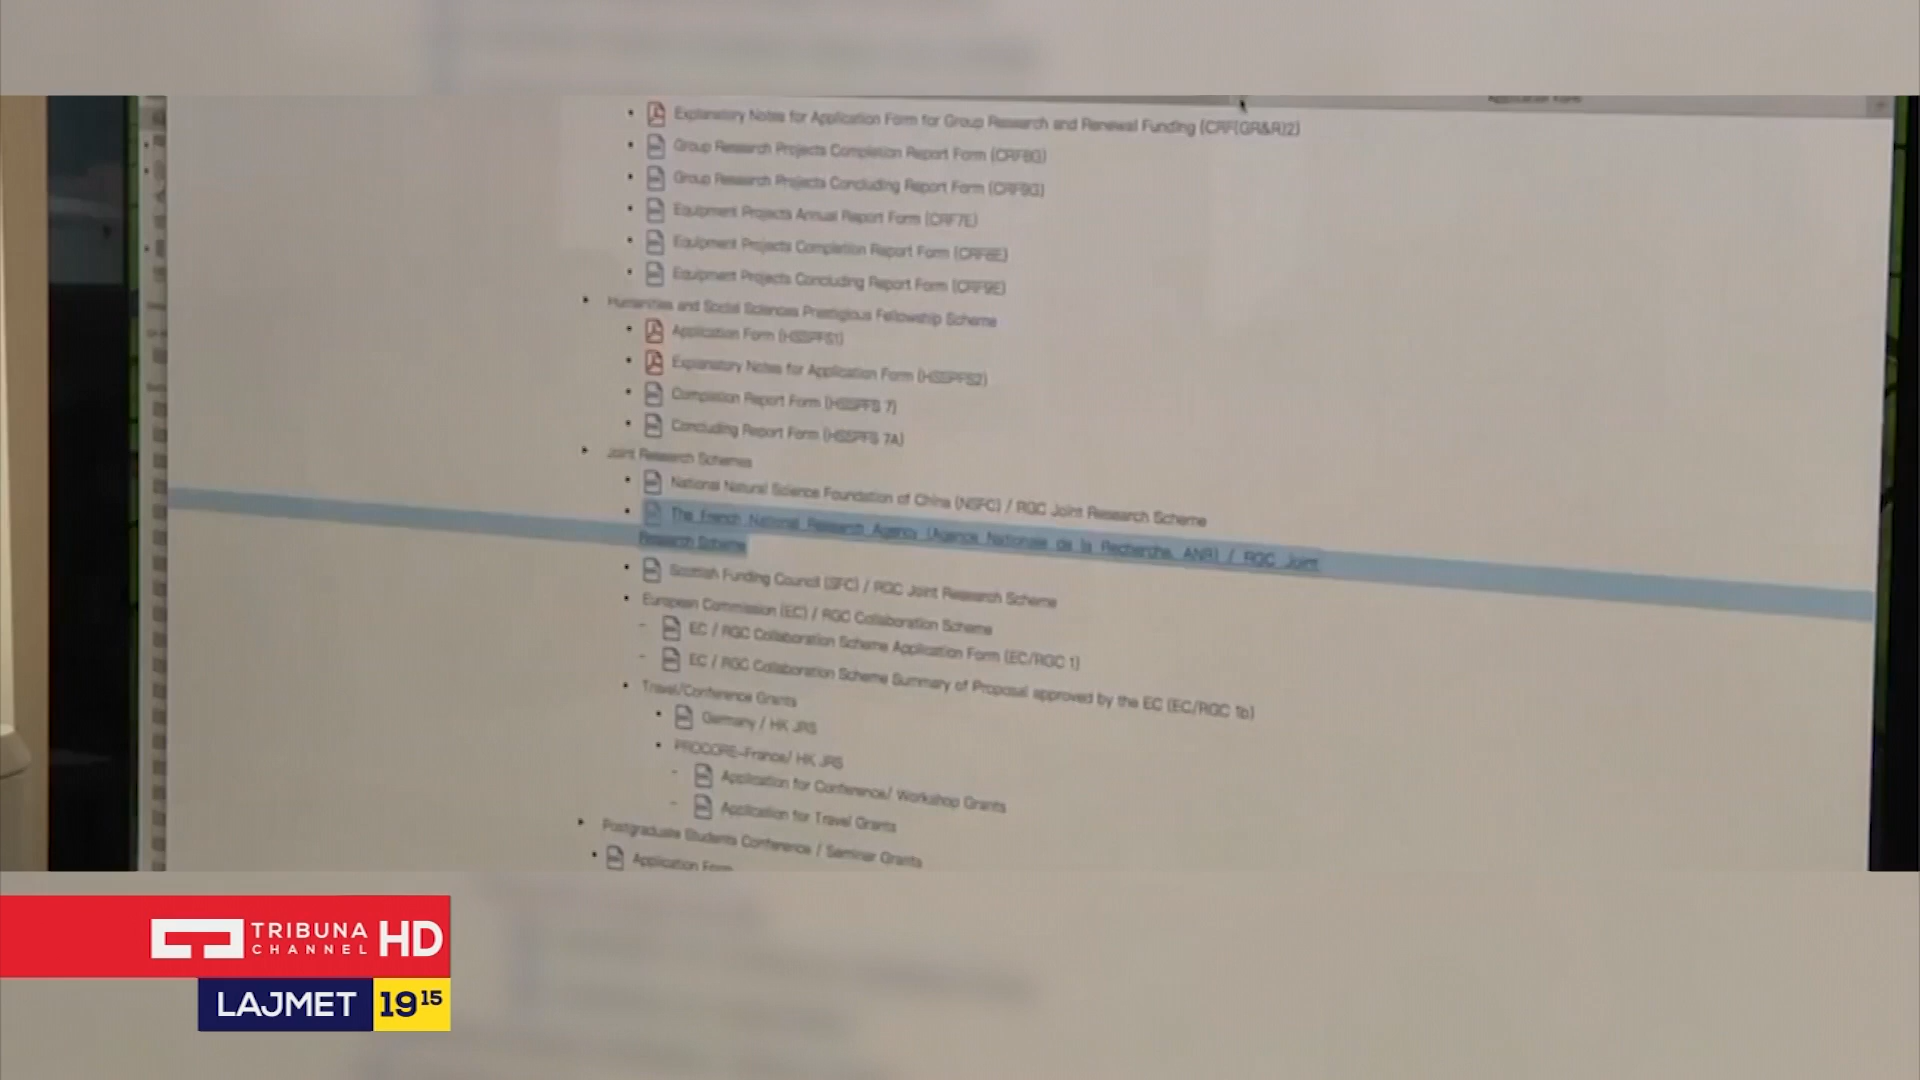 Application Form
Explanatory Notes for Application Form for Group Research and Renewal Funding (CRF(GR&R)2)
Group Research Projects Completion Report Form (CRF8G)
Group Research Projects Concluding Report Form (CRF9G)
Equipment Projects Annual Report Form (CRF7E)
Equipment Projects Completion Report Form (CRF8E)
Equipment Projects Concluding Report Form (CRF9E)
Humanities and Social Sciences Prestigious Fellowship Scheme
Application Form (HSSPFS1)
Explanatory Notes for Application Form (HSSPFS2)
Completion Report Form (HSSPFS 7)
Concluding Report Form (HSSPFS 7A)
Joint Research Schemes
National Natural Science Foundation of China (NSFC) / RGC Joint Research Scheme
The French National Research Agency (Agence Nationale de la Recherche, ANR) / RGC Joint
Research Scheme
Scottish Funding Council (SFC) / RGC Joint Research Scheme
European Commission (EC) / RGC Collaboration Scheme
– EC / RGC Collaboration Scheme Application Form (EC/RGC 1)
– EC / RGC Collaboration Scheme Summary of Proposal approved by the EC (EC/RGC 1b)
Travel/Conference Grants
Germany / HK JRS
PROCORE-France/ HK JRS
– Application for Conference/ Workshop Grants
– Application for Travel Grants
Postgraduate Students Conference / Seminar Grants
Application Form
TRIBUNA
CHANNEL HD
LAJMET 19 15